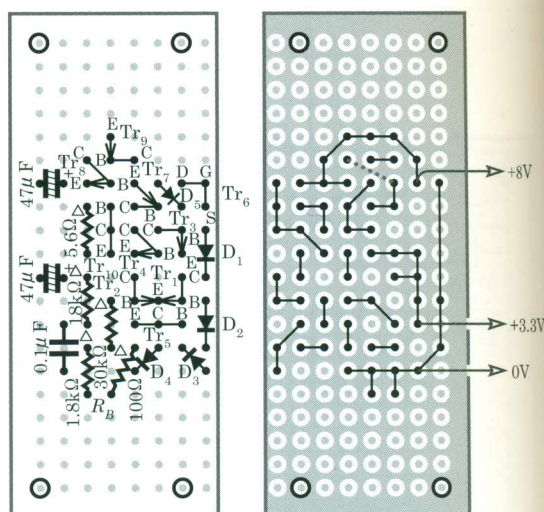 E
Tr₉
C B C
Tr₈ E Tr₇ D G
47μF + E B B Tr₆
D₅
C C B Tr₃ S
5.6Ω C C B
E E D₁
47μF + Tr₁₀ Tr₄ Tr₁
1.8kΩ Tr₂ C E C
B B B
E C E D₂
0.1μF Tr₅
1.8kΩ 30kΩ D₄ D₃
R_B 100Ω
+8V
+3.3V
0V